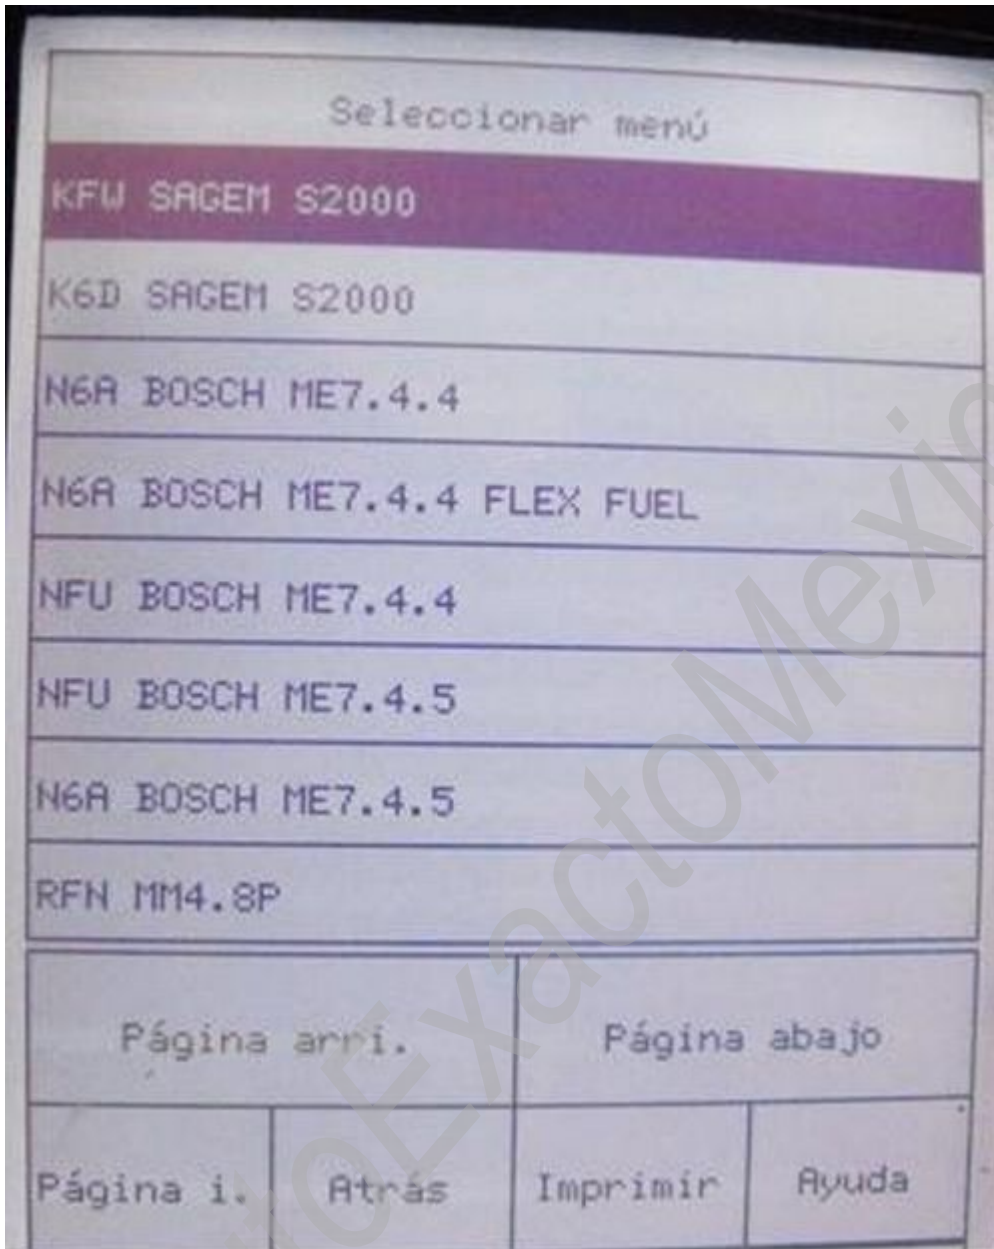 Seleccionar menú
KFW SAGEM S2000
K6D SAGEM S2000
N6A BOSCH ME7.4.4
N6A BOSCH ME7.4.4 FLEX FUEL
NFU BOSCH ME7.4.4
NFU BOSCH ME7.4.5
N6A BOSCH ME7.4.5
RFN MM4.8P
Página arri.
Página abajo
Página i.
Atrás
Imprimir
Ayuda
toExactoMexic